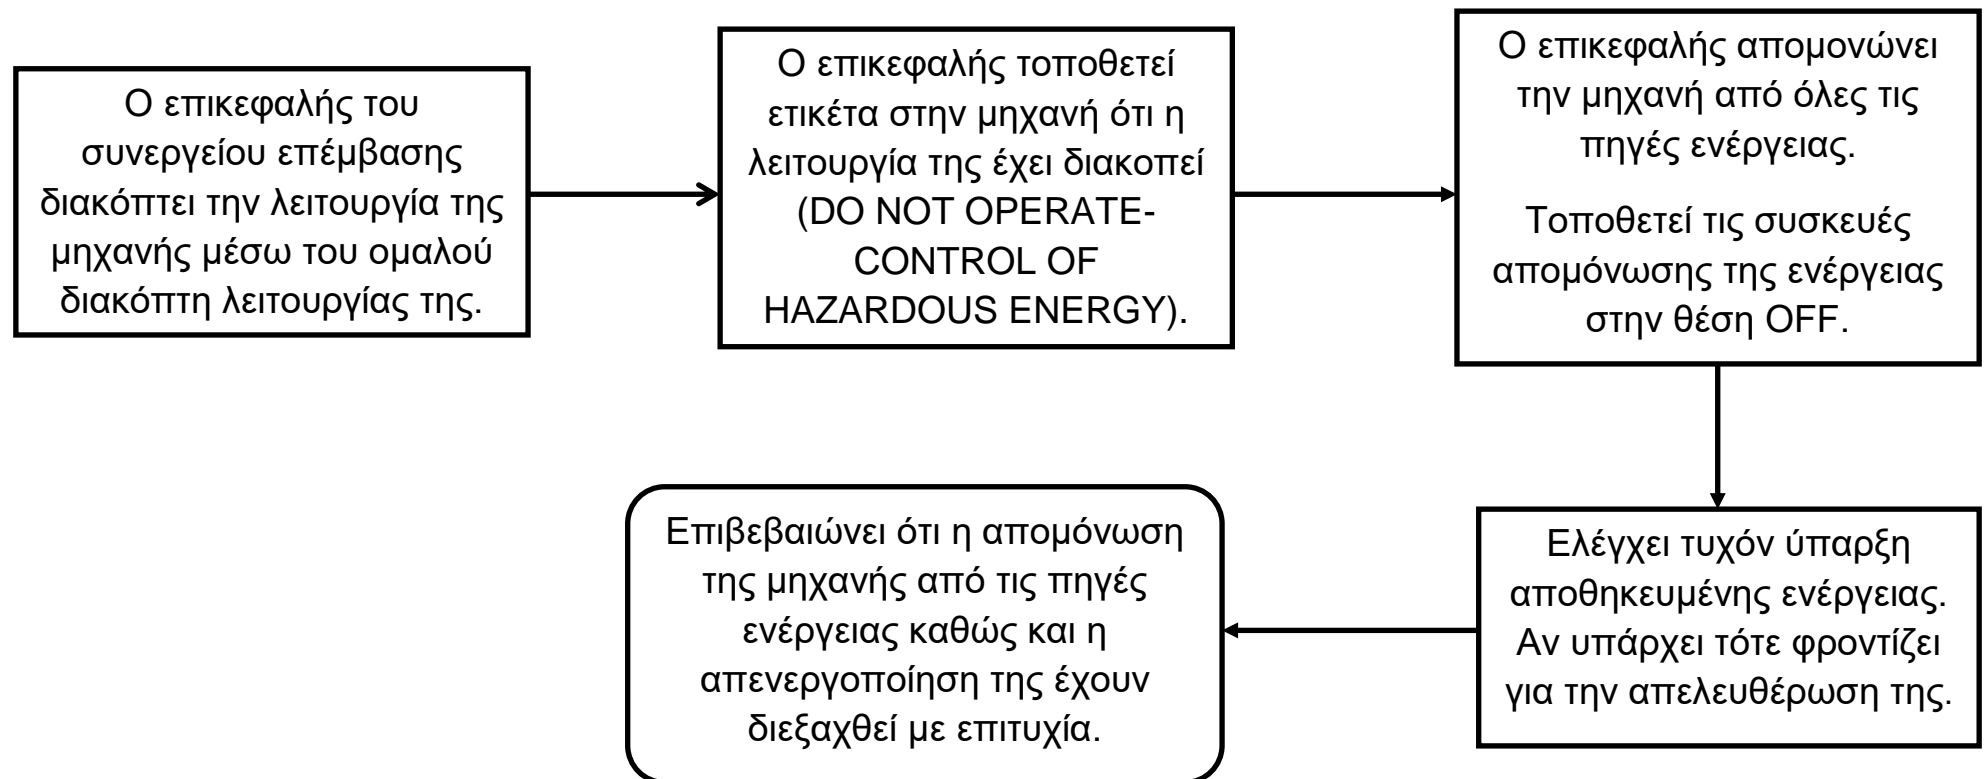 Ο επικεφαλής του
συνεργείου επέμβασης
διακόπτει την λειτουργία της
μηχανής μέσω του ομαλού
διακόπτη λειτουργίας της.
Ο επικεφαλής τοποθετεί
ετικέτα στην μηχανή ότι η
λειτουργία της έχει διακοπεί
(DO NOT OPERATE-
CONTROL OF
HAZARDOUS ENERGY).
Ο επικεφαλής απομονώνει
την μηχανή από όλες τις
πηγές ενέργειας.
Τοποθετεί τις συσκευές
απομόνωσης της ενέργειας
στην θέση OFF.
Ελέγχει τυχόν ύπαρξη
αποθηκευμένης ενέργειας.
Αν υπάρχει τότε φροντίζει
για την απελευθέρωση της.
Επιβεβαιώνει ότι η απομόνωση
της μηχανής από τις πηγές
ενέργειας καθώς και η
απενεργοποίηση της έχουν
διεξαχθεί με επιτυχία.